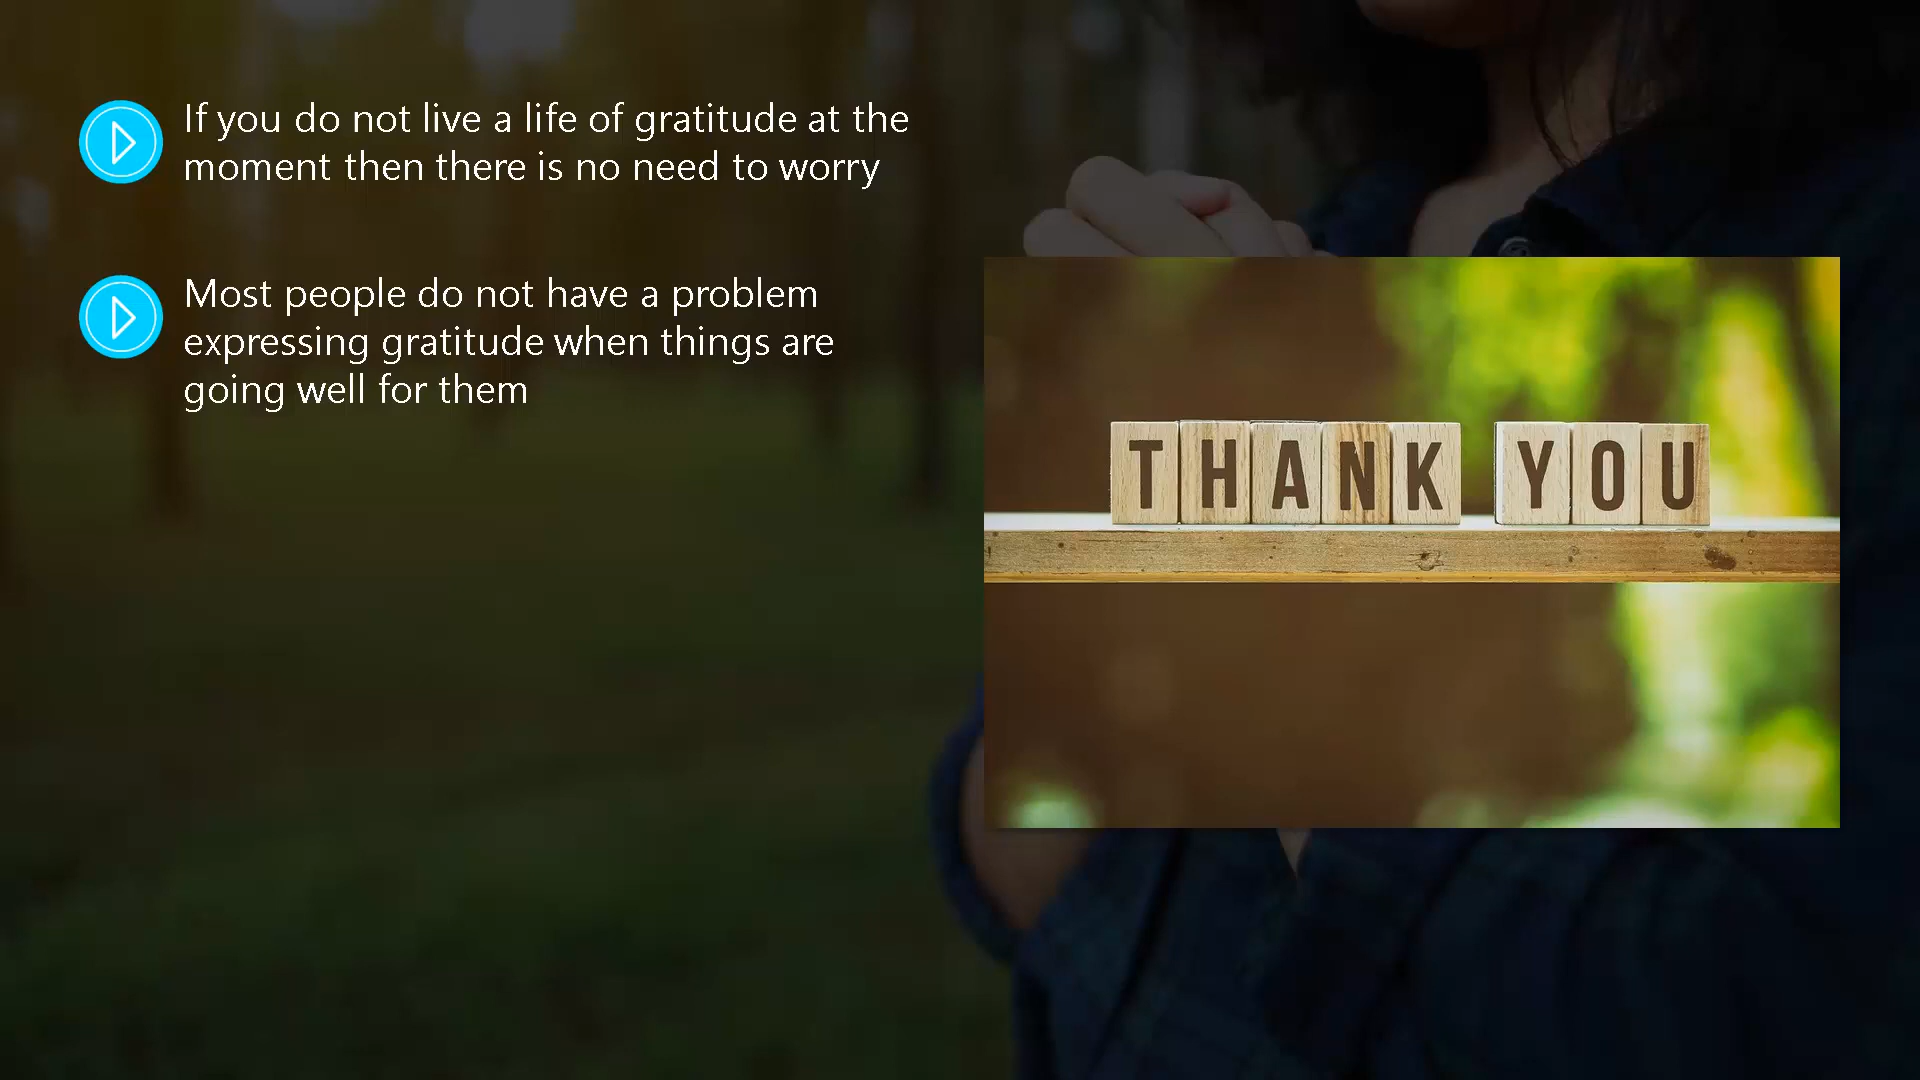 If you do not live a life of gratitude at the
moment then there is no need to worry
Most people do not have a problem
expressing gratitude when things are
going well for them
THANK YOU